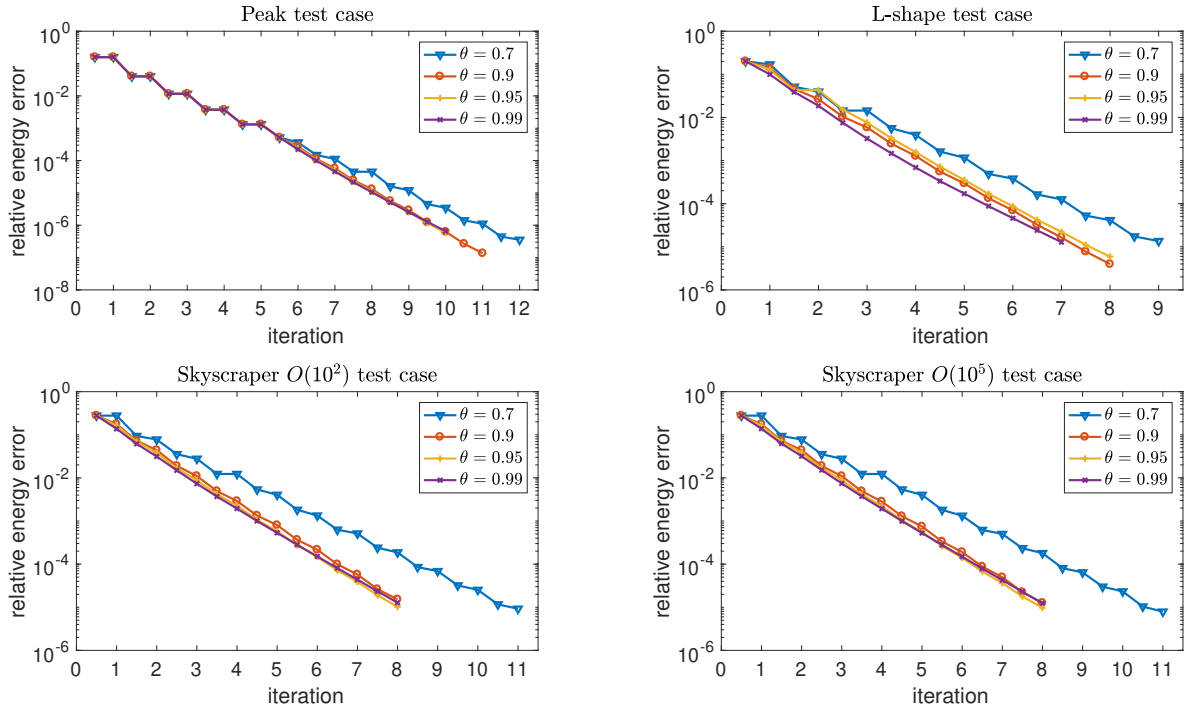 Peak test case
10^0
10^-2
10^-4
10^-6
10^-8
relative energy error
θ = 0.7
θ = 0.9
θ = 0.95
θ = 0.99
0 1 2 3 4 5 6 7 8 9 10 11 12
iteration
L-shape test case
10^0
10^-2
10^-4
10^-6
relative energy error
θ = 0.7
θ = 0.9
θ = 0.95
θ = 0.99
0 1 2 3 4 5 6 7 8 9
iteration
Skyscraper O(10^2) test case
10^0
10^-2
10^-4
10^-6
relative energy error
θ = 0.7
θ = 0.9
θ = 0.95
θ = 0.99
0 1 2 3 4 5 6 7 8 9 10 11
iteration
Skyscraper O(10^5) test case
10^0
10^-2
10^-4
10^-6
relative energy error
θ = 0.7
θ = 0.9
θ = 0.95
θ = 0.99
0 1 2 3 4 5 6 7 8 9 10 11
iteration